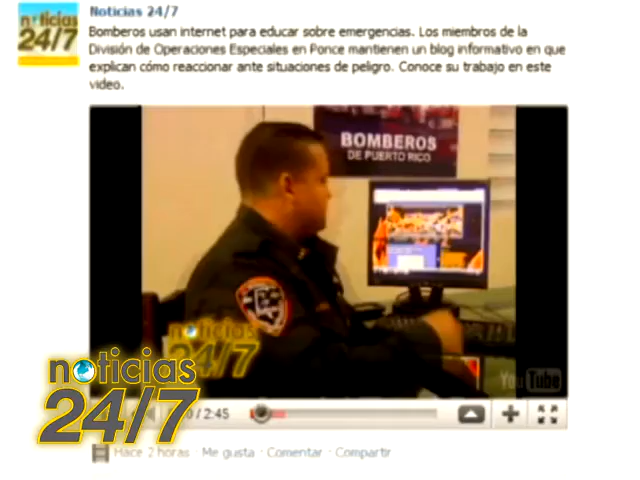 noticias
24/7
Noticias 24/7
Bomberos usan internet para educar sobre emergencias. Los miembros de la
División de Operaciones Especiales en Ponce mantienen un blog informativo en que
explican cómo reaccionar ante situaciones de peligro. Conoce su trabajo en este
video.
BOMBEROS
DE PUERTO RICO
noticias
24/7
YouTube
noticias
24/7
/ 2:45
Hace 2 horas · Me gusta · Comentar · Compartir